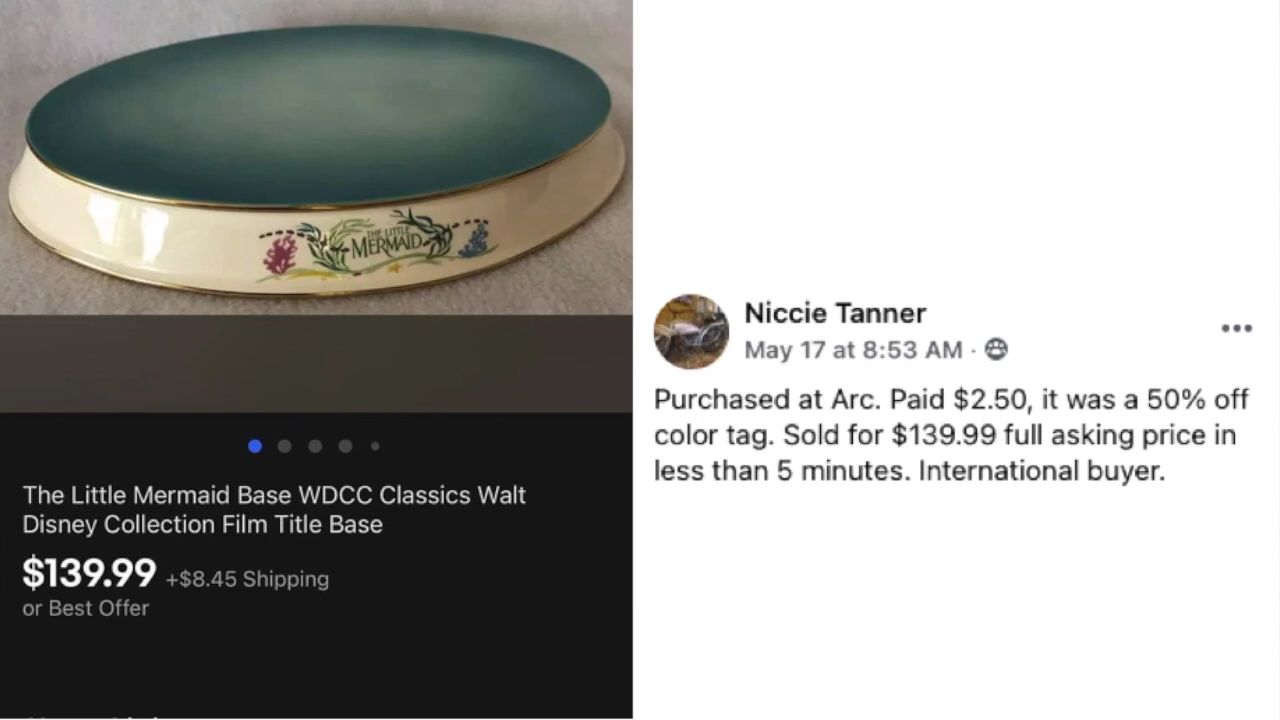 THE LITTLE
MERMAID
The Little Mermaid Base WDCC Classics Walt
Disney Collection Film Title Base
$139.99 +$8.45 Shipping
or Best Offer
Niccie Tanner
May 17 at 8:53 AM ·
Purchased at Arc. Paid $2.50, it was a 50% off
color tag. Sold for $139.99 full asking price in
less than 5 minutes. International buyer.